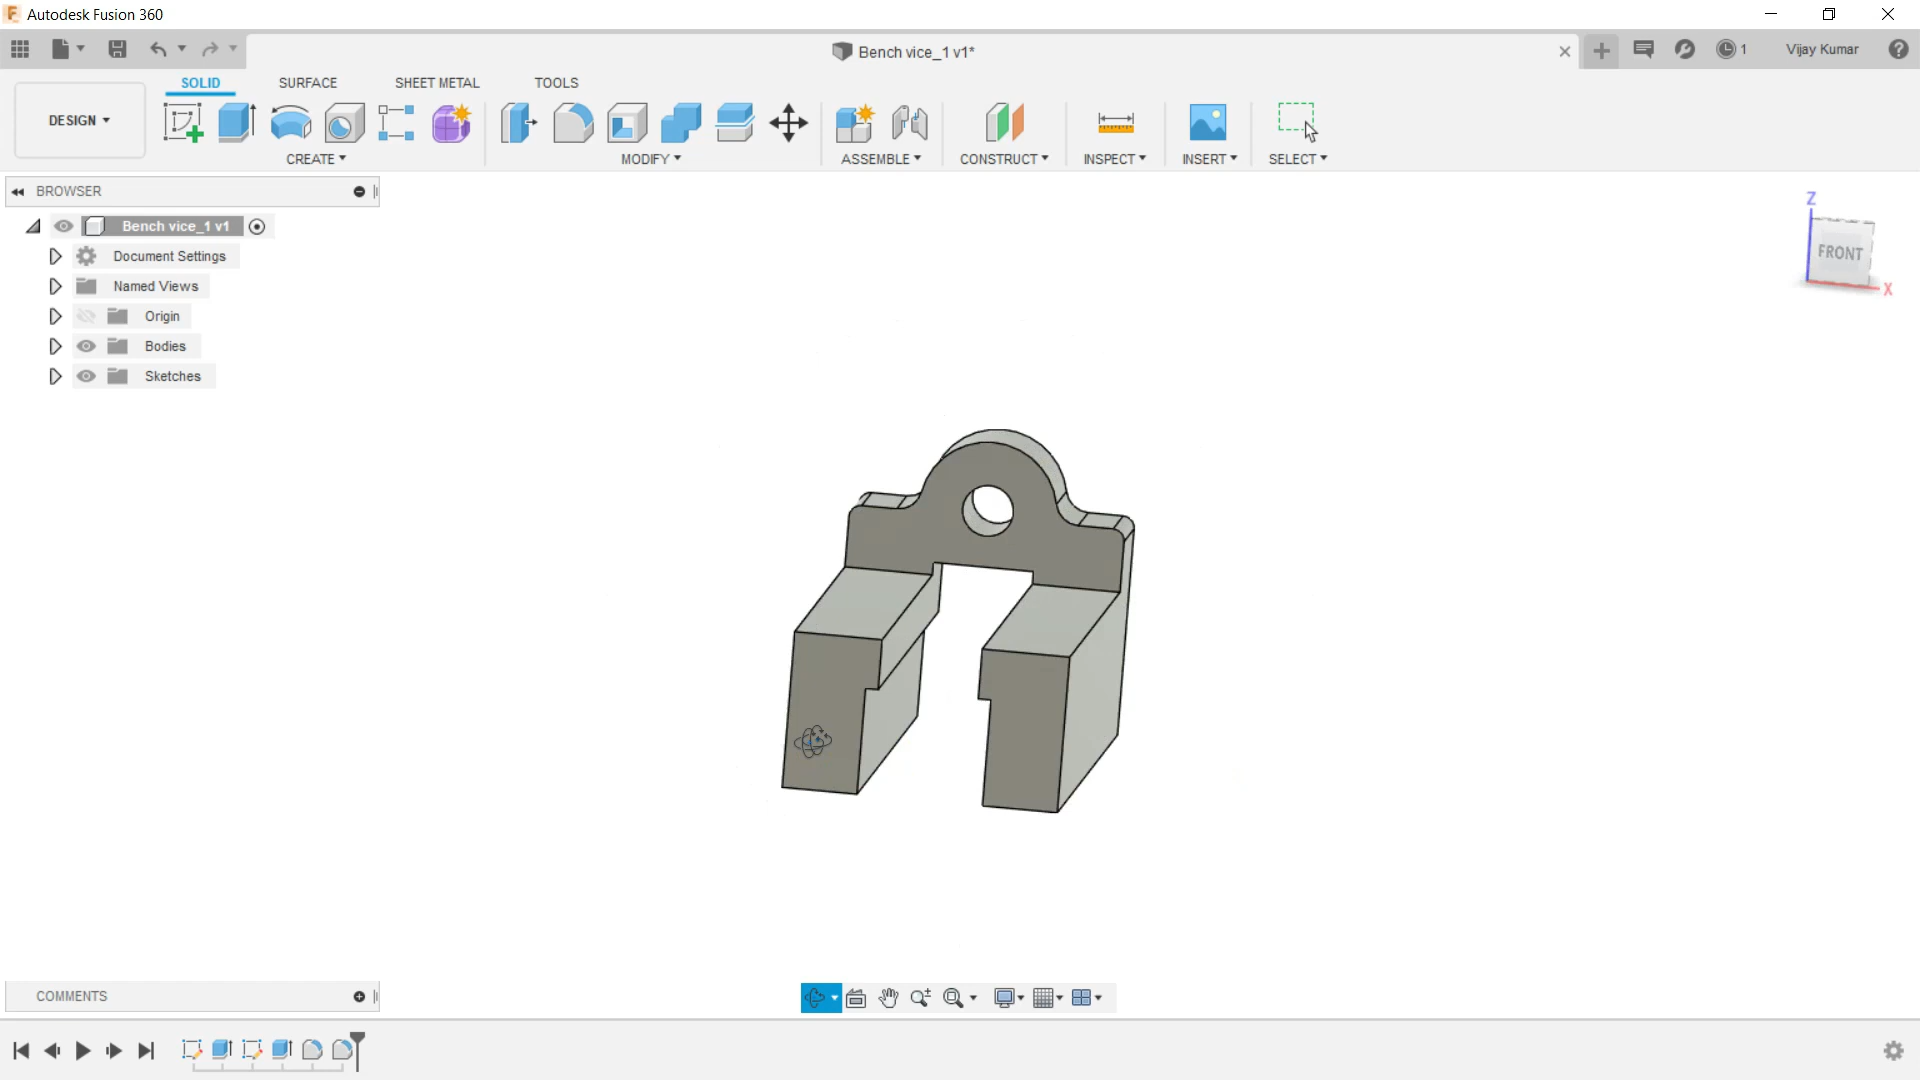 Autodesk Fusion 360
Bench vice_1 v1*
1
Vijay Kumar
DESIGN
SOLID
SURFACE
SHEET METAL
TOOLS
CREATE
MODIFY
ASSEMBLE
CONSTRUCT
INSPECT
INSERT
SELECT
BROWSER
Bench vice_1 v1
Document Settings
Named Views
Origin
Bodies
Sketches
Z
FRONT
X
COMMENTS